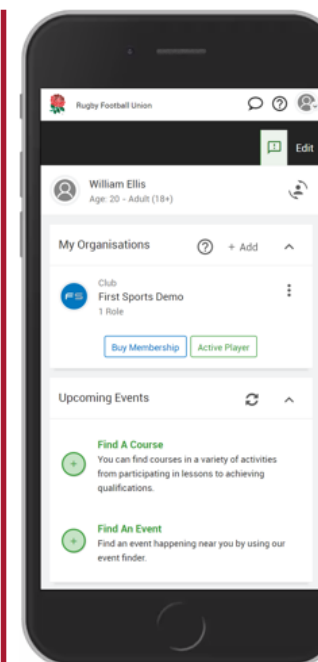 Rugby Football Union
Edit
William Ellis
Age: 20 - Adult (18+)
My Organisations
+ Add
Club
FS
First Sports Demo
1 Role
Buy Membership
Active Player
Upcoming Events
Find A Course
You can find courses in a variety of activities
from participating in lessons to achieving
qualifications.
Find An Event
Find an event happening near you by using our
event finder.